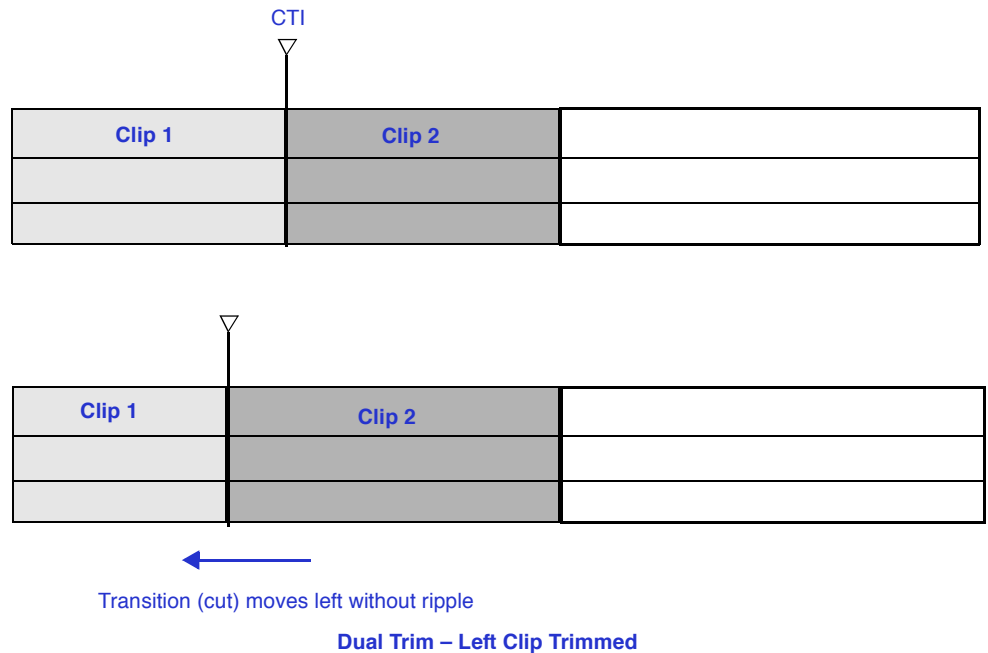 CTI
Clip 1
Clip 2
Clip 1
Clip 2
Transition (cut) moves left without ripple
Dual Trim – Left Clip Trimmed